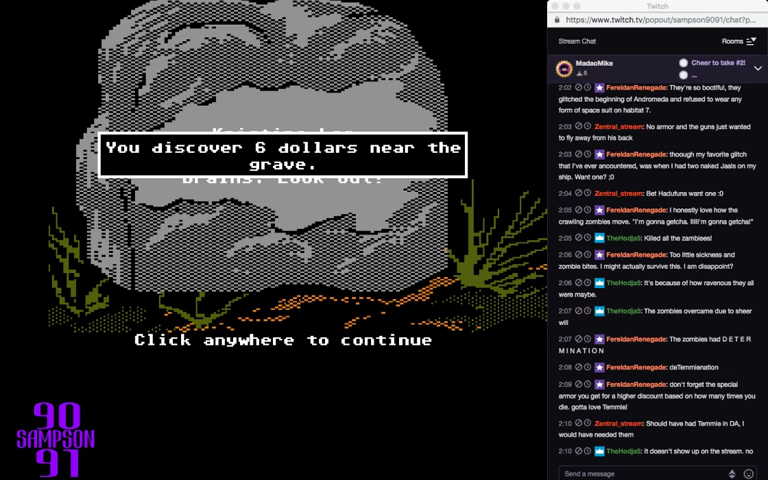 Twitch
https://www.twitch.tv/popout/sampson9091/chat?p...
Stream Chat
Rooms
MadaoMike
5
Cheer to take #2!
...
2:02 FereldanRenegade: They're so bootiful, they
glitched the beginning of Andromeda and refused to wear any
form of space suit on habitat 7.
2:03 Zentral_stream: No armor and the guns just wanted
to fly away from his back
2:03 FereldanRenegade: thoough my favorite glitch
that I've ever encountered, was when I had two naked Jaals on my
ship. Want one? ;0
2:04 Zentral_stream: Bet Hadutuns want one :0
2:05 FereldanRenegade: I honestly love how the
crawling zombies move. "I'm gonna getcha. IIIII'm gonna getcha!"
2:05 TheHodja5: Killed all the zambiees!
2:06 FereldanRenegade: Too little sickness and
zombie bites. I might actually survive this. I am disappoint?
2:06 TheHodja5: It's because of how ravenous they all
were maybe.
2:07 TheHodja5: The zombies overcame due to sheer
will
2:07 FereldanRenegade: The zombies had D E T E R
M I N A T I O N
2:08 FereldanRenegade: deTemmienation
2:09 FereldanRenegade: don't forget the special
armor you get for a higher discount based on how many times you
die. gotta love Temmie!
2:10 Zentral_stream: Should have had Temmie in DA, I
would have needed them
2:10 TheHodja5: It doesn't show up on the stream. no
Send a message
You discover 6 dollars near the
grave.
Brains. Look out!
Click anywhere to continue
90
SAMPSON
91